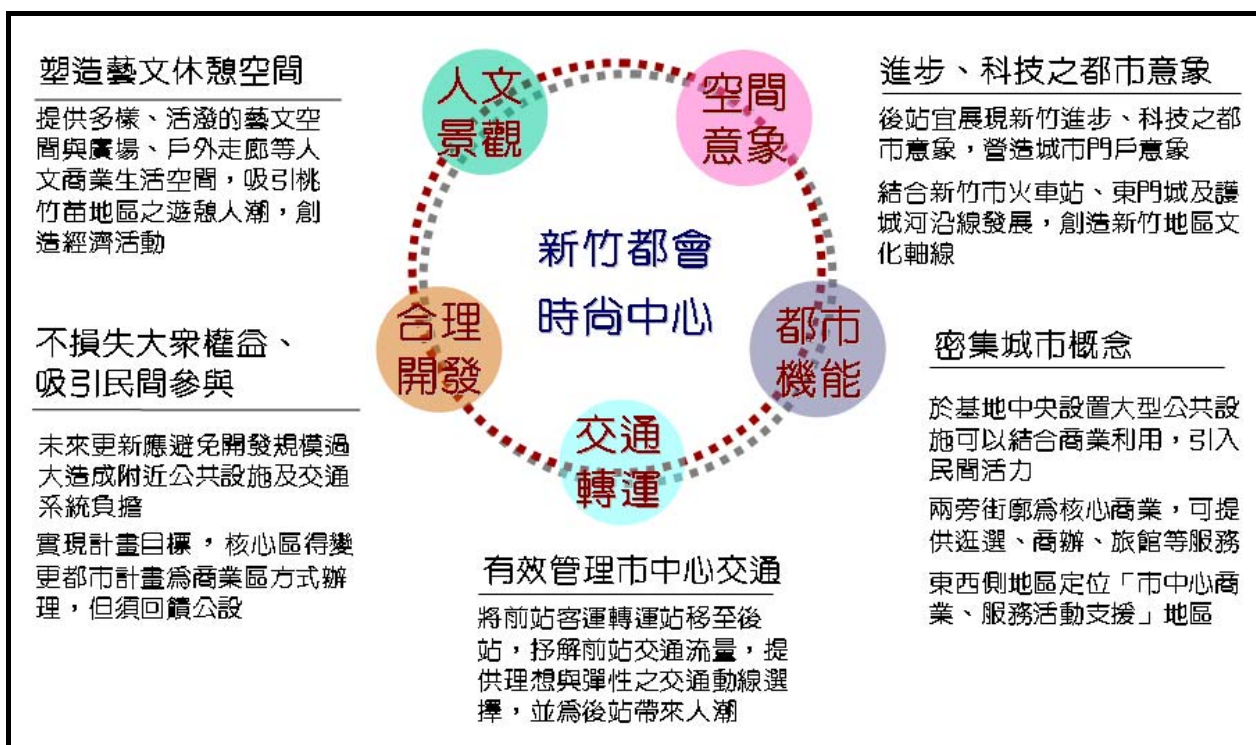 塑造藝文休憩空間
提供多樣、活潑的藝文空
間與廣場、戶外走廊等人
文商業生活空間，吸引桃
竹苗地區之遊憩人潮，創
造經濟活動
人文
景觀
空間
意象
進步、科技之都市意象
後站宜展現新竹進步、科技之都
市意象，營造城市門戶意象
結合新竹市火車站、東門城及護
城河沿線發展，創造新竹地區文
化軸線
新竹都會
時尚中心
不損失大眾權益、
吸引民間參與
未來更新應避免開發規模過
大造成附近公共設施及交通
系統負擔
實現計畫目標，核心區得變
更都市計畫為商業區方式辦
理，但須回饋公設
合理
開發
都市
機能
密集城市概念
於基地中央設置大型公共設
施可以結合商業利用，引入
民間活力
兩旁街廓為核心商業，可提
供逛選、商辦、旅館等服務
東西側地區定位「市中心商
業、服務活動支援」地區
交通
轉運
有效管理市中心交通
將前站客運轉運站移至後
站，抒解前站交通流量，提
供理想與彈性之交通動線選
擇，並為後站帶來人潮